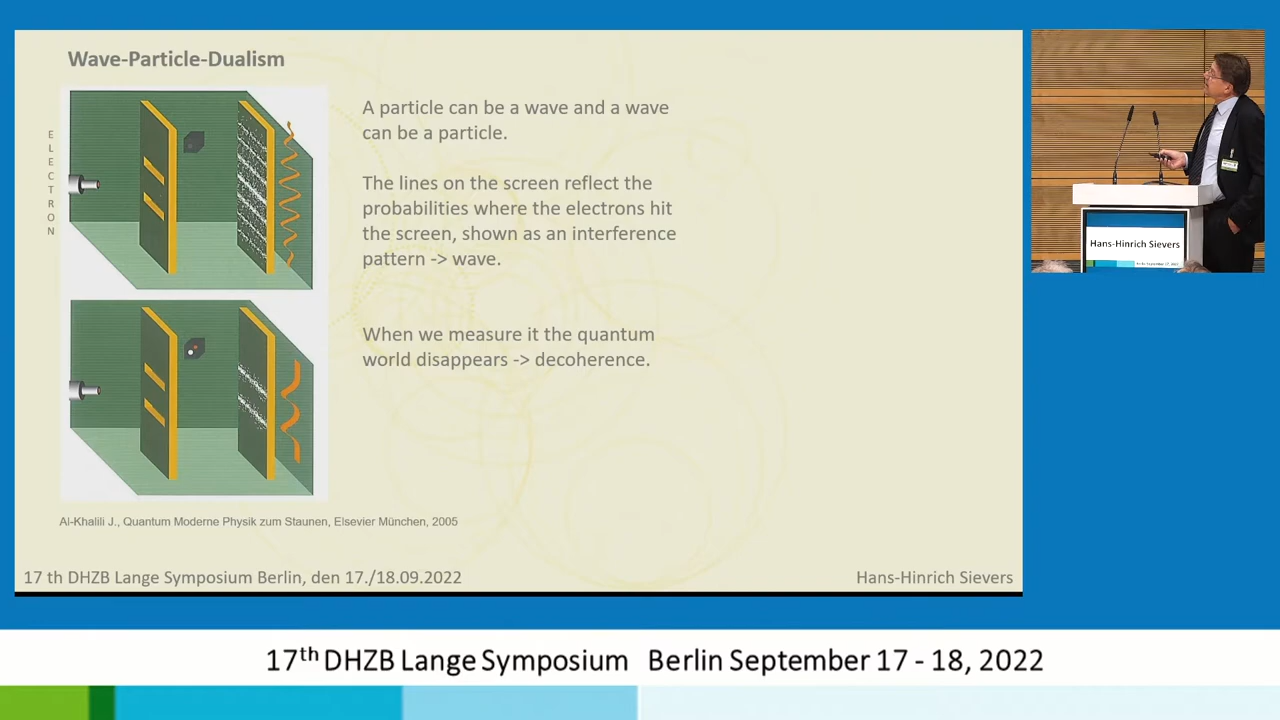 Wave-Particle-Dualism
ELECTRON
A particle can be a wave and a wave
can be a particle.
The lines on the screen reflect the
probabilities where the electrons hit
the screen, shown as an interference
pattern -> wave.
When we measure it the quantum
world disappears -> decoherence.
Al-Khalili J., Quantum Moderne Physik zum Staunen, Elsevier München, 2005
17 th DHZB Lange Symposium Berlin, den 17./18.09.2022
Hans-Hinrich Sievers
Hans-Hinrich Sievers
17th DHZB Lange Symposium Berlin September 17 - 18, 2022